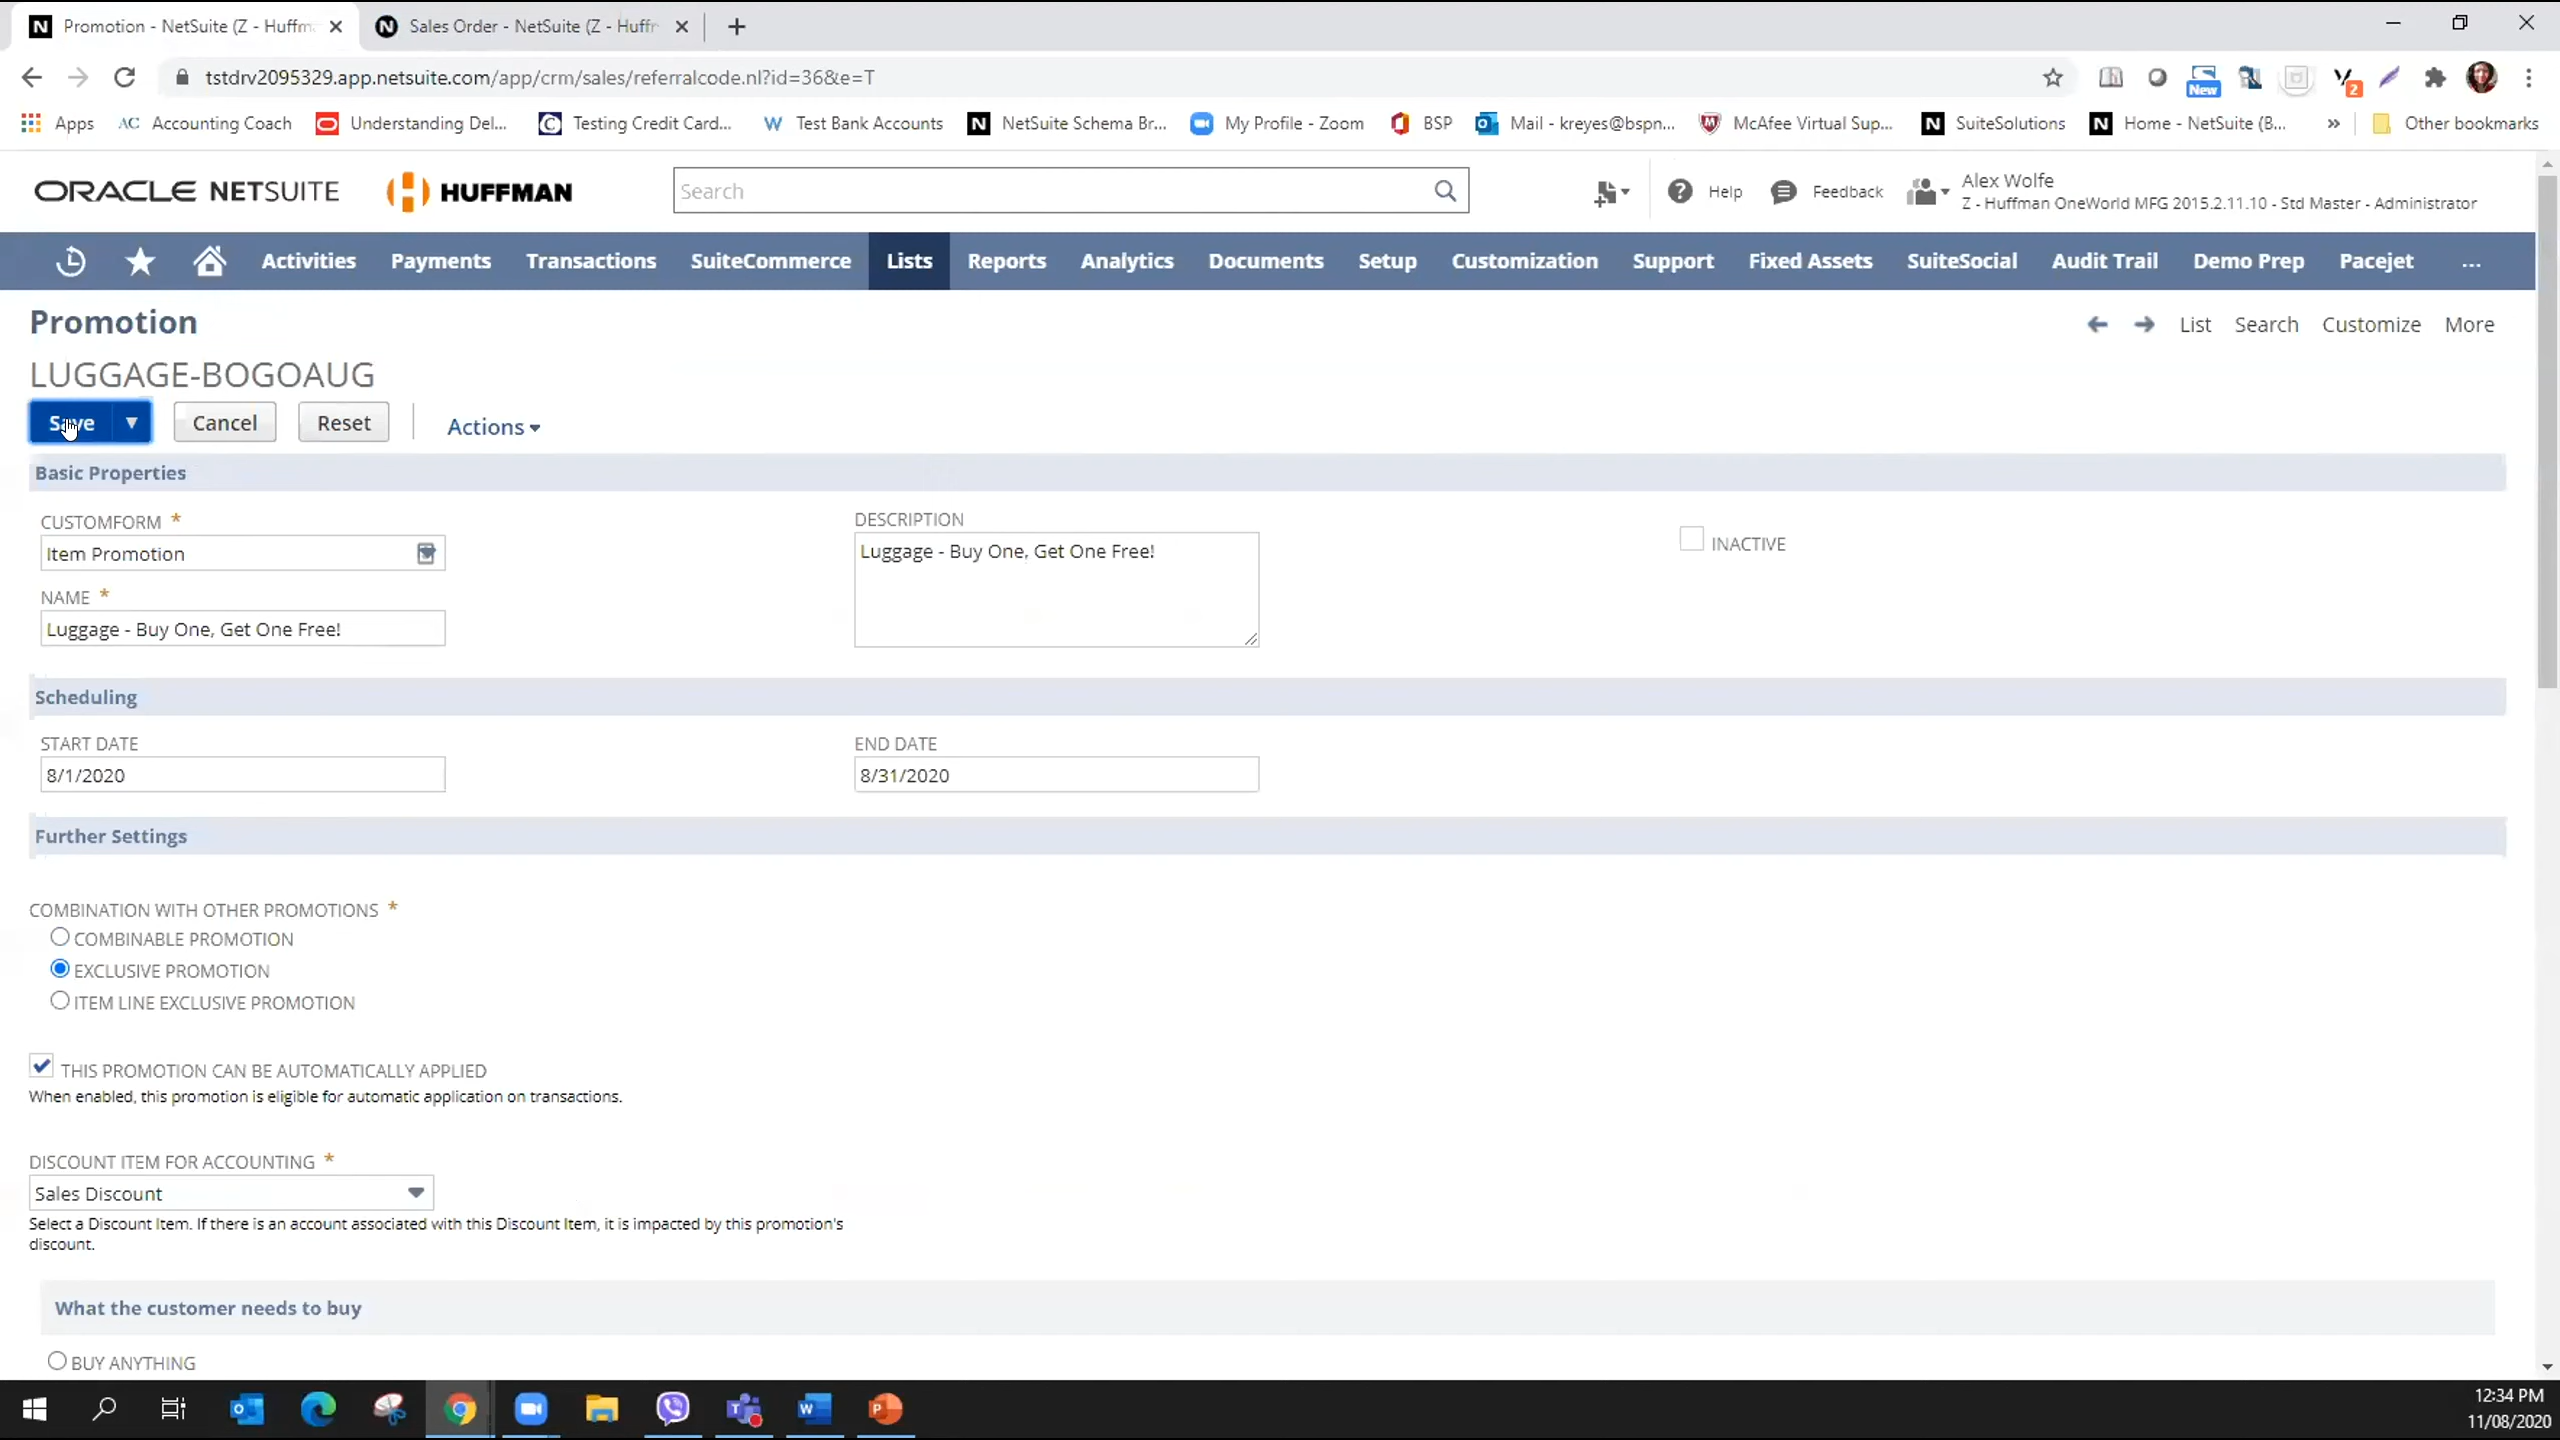 Promotion - NetSuite (Z - Huffm
Sales Order - NetSuite (Z - Huffr
tstdrv2095329.app.netsuite.com/app/crm/sales/referralcode.nl?id=36&e=T
New
2
Apps
AC Accounting Coach
Understanding Del...
Testing Credit Card...
W Test Bank Accounts
NetSuite Schema Br...
My Profile - Zoom
BSP
Mail - kreyes@bspn...
McAfee Virtual Sup...
SuiteSolutions
Home - NetSuite (B...
»
Other bookmarks
ORACLE NETSUITE
HUFFMAN
Search
Help
Feedback
Alex Wolfe
Z - Huffman OneWorld MFG 2015.2.11.10 - Std Master - Administrator
Activities Payments Transactions SuiteCommerce Lists Reports Analytics Documents Setup Customization Support Fixed Assets SuiteSocial Audit Trail Demo Prep Pacejet ...
Promotion
List Search Customize More
LUGGAGE-BOGOAUG
Save Cancel Reset Actions
Basic Properties
CUSTOMFORM *
Item Promotion
NAME *
Luggage - Buy One, Get One Free!
DESCRIPTION
Luggage - Buy One, Get One Free!
INACTIVE
Scheduling
START DATE
8/1/2020
END DATE
8/31/2020
Further Settings
COMBINATION WITH OTHER PROMOTIONS *
COMBINABLE PROMOTION
EXCLUSIVE PROMOTION
ITEM LINE EXCLUSIVE PROMOTION
THIS PROMOTION CAN BE AUTOMATICALLY APPLIED
When enabled, this promotion is eligible for automatic application on transactions.
DISCOUNT ITEM FOR ACCOUNTING *
Sales Discount
Select a Discount Item. If there is an account associated with this Discount Item, it is impacted by this promotion's
discount.
What the customer needs to buy
BUY ANYTHING
12:34 PM
11/08/2020